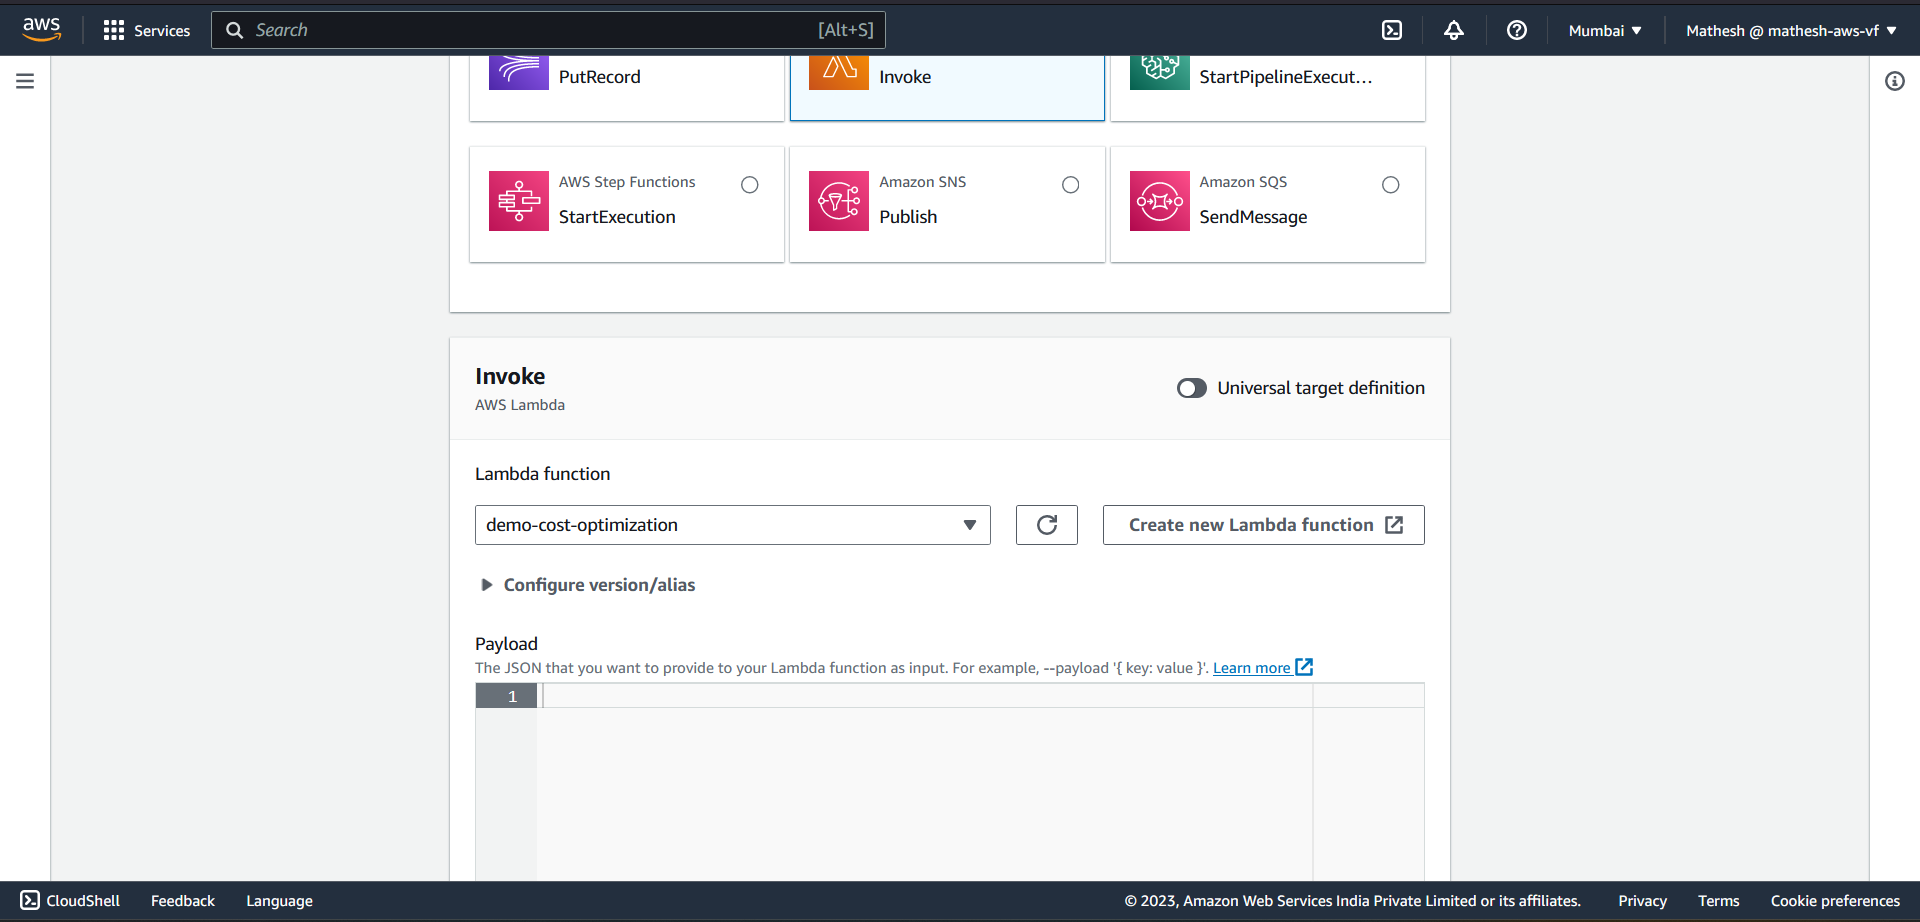 aws
Services
Search
[Alt+S]
Mumbai
Mathesh @ mathesh-aws-vf
PutRecord
Invoke
StartPipelineExecut...
AWS Step Functions
StartExecution
Amazon SNS
Publish
Amazon SQS
SendMessage
Invoke
AWS Lambda
Universal target definition
Lambda function
demo-cost-optimization
Create new Lambda function
Configure version/alias
Payload
The JSON that you want to provide to your Lambda function as input. For example, --payload '{ key: value }'. Learn more
1
CloudShell
Feedback
Language
© 2023, Amazon Web Services India Private Limited or its affiliates.
Privacy
Terms
Cookie preferences